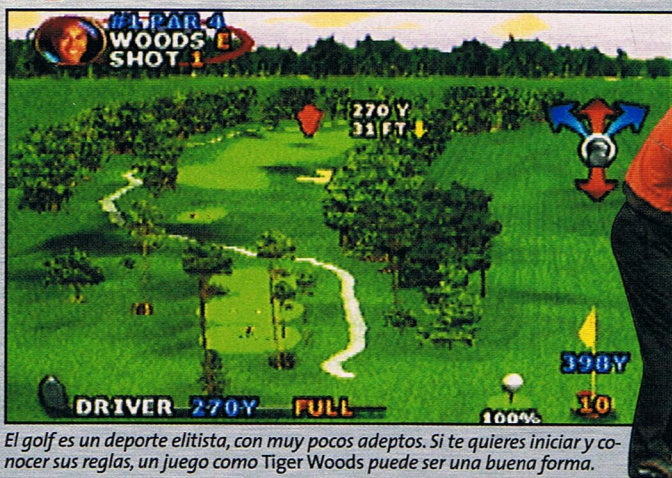 #1 PAR 4
WOODS E
SHOT 1
270 Y
31 FT
398Y
10
DRIVER 270Y FULL
100%
El golf es un deporte elitista, con muy pocos adeptos. Si te quieres iniciar y co-
nocer sus reglas, un juego como Tiger Woods puede ser una buena forma.